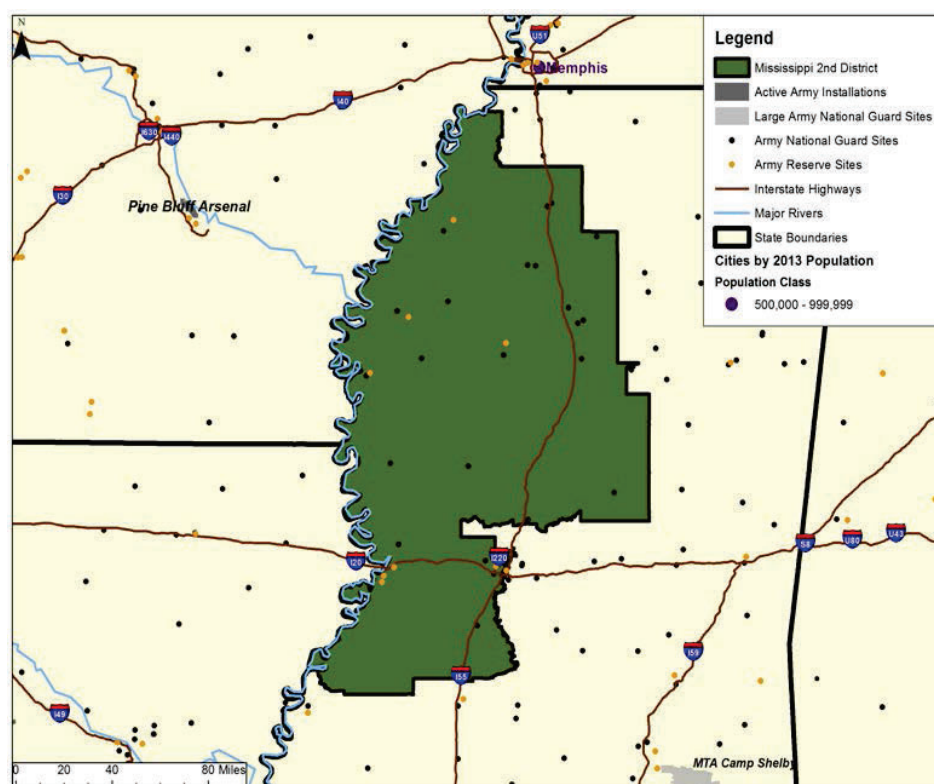 N
U51
Memphis
I40
I630
I440
I30
Pine Bluff Arsenal
Legend
Mississippi 2nd District
Active Army Installations
Large Army National Guard Sites
Army National Guard Sites
Army Reserve Sites
Interstate Highways
Major Rivers
State Boundaries
Cities by 2013 Population
Population Class
500,000 - 999,999
I20
I220
58
U80
U43
I59
I55
I49
MTA Camp Shelby
0 20 40 80 Miles